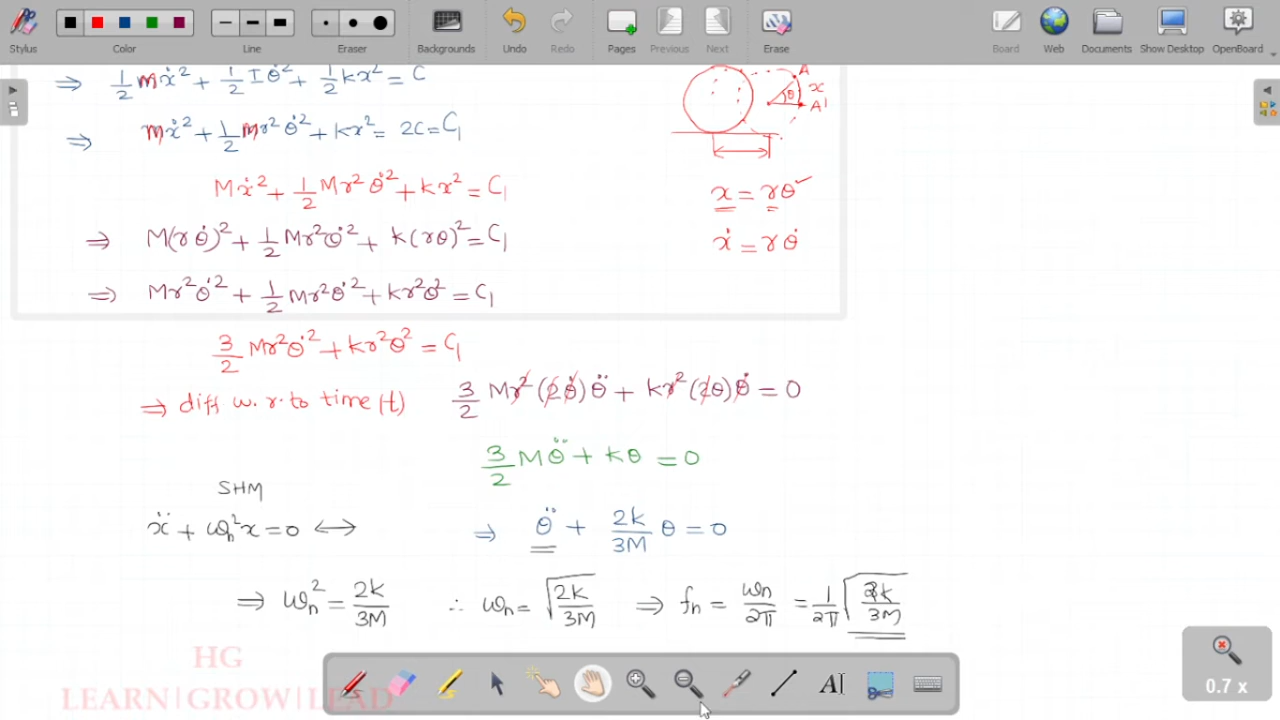 Stylus Color Line Eraser Backgrounds Undo Redo Pages Previous Next Erase Board Web Documents Show Desktop OpenBoard
⇒ 1/2 Mẋ² + 1/2 Iθ̇² + 1/2 kx² = C
⇒ Mẋ² + 1/2 Mr²θ̇² + kx² = 2C = C₁
Mẋ² + 1/2 Mr²θ̇² + kx² = C₁
⇒ M(rθ̇)² + 1/2 Mr²θ̇² + k(rθ)² = C₁
⇒ Mr²θ̇² + 1/2 Mr²θ̇² + kr²θ² = C₁
3/2 Mr²θ̇² + kr²θ² = C₁
⇒ diff w.r.to time (t) 3/2 Mr²(2θ̇)θ̈ + kr²(2θ)θ̇ = 0
3/2 Mθ̈ + kθ = 0
SHM
ẍ + ωₙ²x = 0 ↔ ⇒ θ̈ + 2k/3M θ = 0
⇒ ωₙ² = 2k/3M ∴ ωₙ = √(2k/3M) ⇒ fₙ = ωₙ/2π = 1/2π √(2k/3M)
A
θ x
A'
x = rθ ✓
ẋ = rθ̇
HG
LEARN|GROW|LEAD
AI
0.7 x